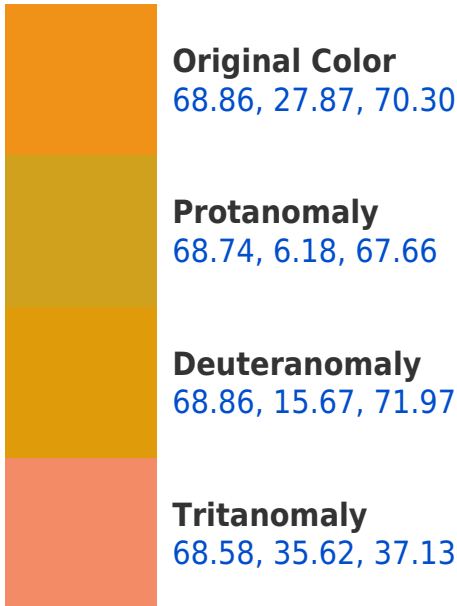 Original Color
68.86, 27.87, 70.30
Protanomaly
68.74, 6.18, 67.66
Deuteranomaly
68.86, 15.67, 71.97
Tritanomaly
68.58, 35.62, 37.13